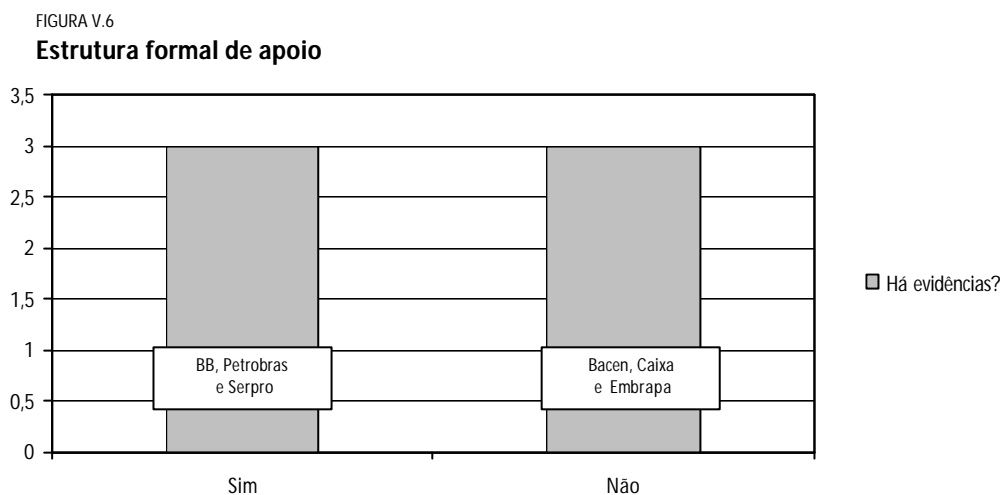 FIGURA V.6
Estrutura formal de apoio
3,5
3
2,5
2
1,5
1
0,5
0
BB, Petrobras
e Serpro
Bacen, Caixa
e Embrapa
Sim
Não
Há evidências?